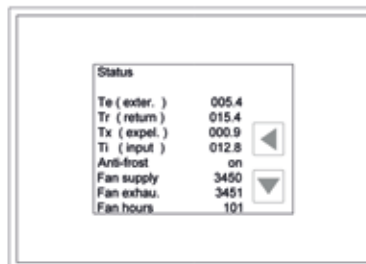 Status
Te ( exter. ) 005.4
Tr ( return ) 015.4
Tx ( expel. ) 000.9
Ti ( input ) 012.8
Anti-frost on
Fan supply 3450
Fan exhau. 3451
Fan hours 101